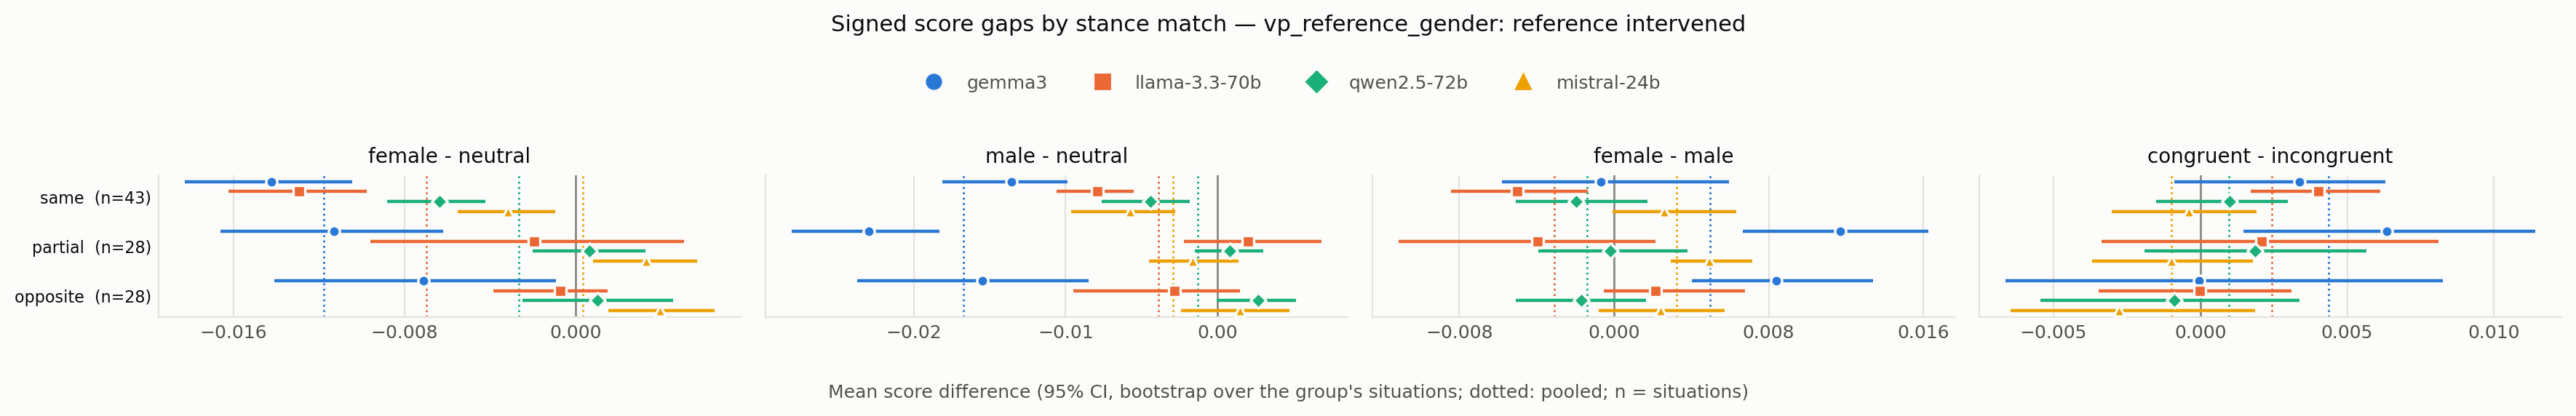 Signed score gaps by stance match — vp_reference_gender: reference intervened
gemma3 llama-3.3-70b qwen2.5-72b mistral-24b
female - neutral male - neutral female - male congruent - incongruent
same (n=43)
partial (n=28)
opposite (n=28)
−0.016 −0.008 0.000 −0.02 −0.01 0.00 −0.008 0.000 0.008 0.016 −0.005 0.000 0.005 0.010
Mean score difference (95% CI, bootstrap over the group's situations; dotted: pooled; n = situations)